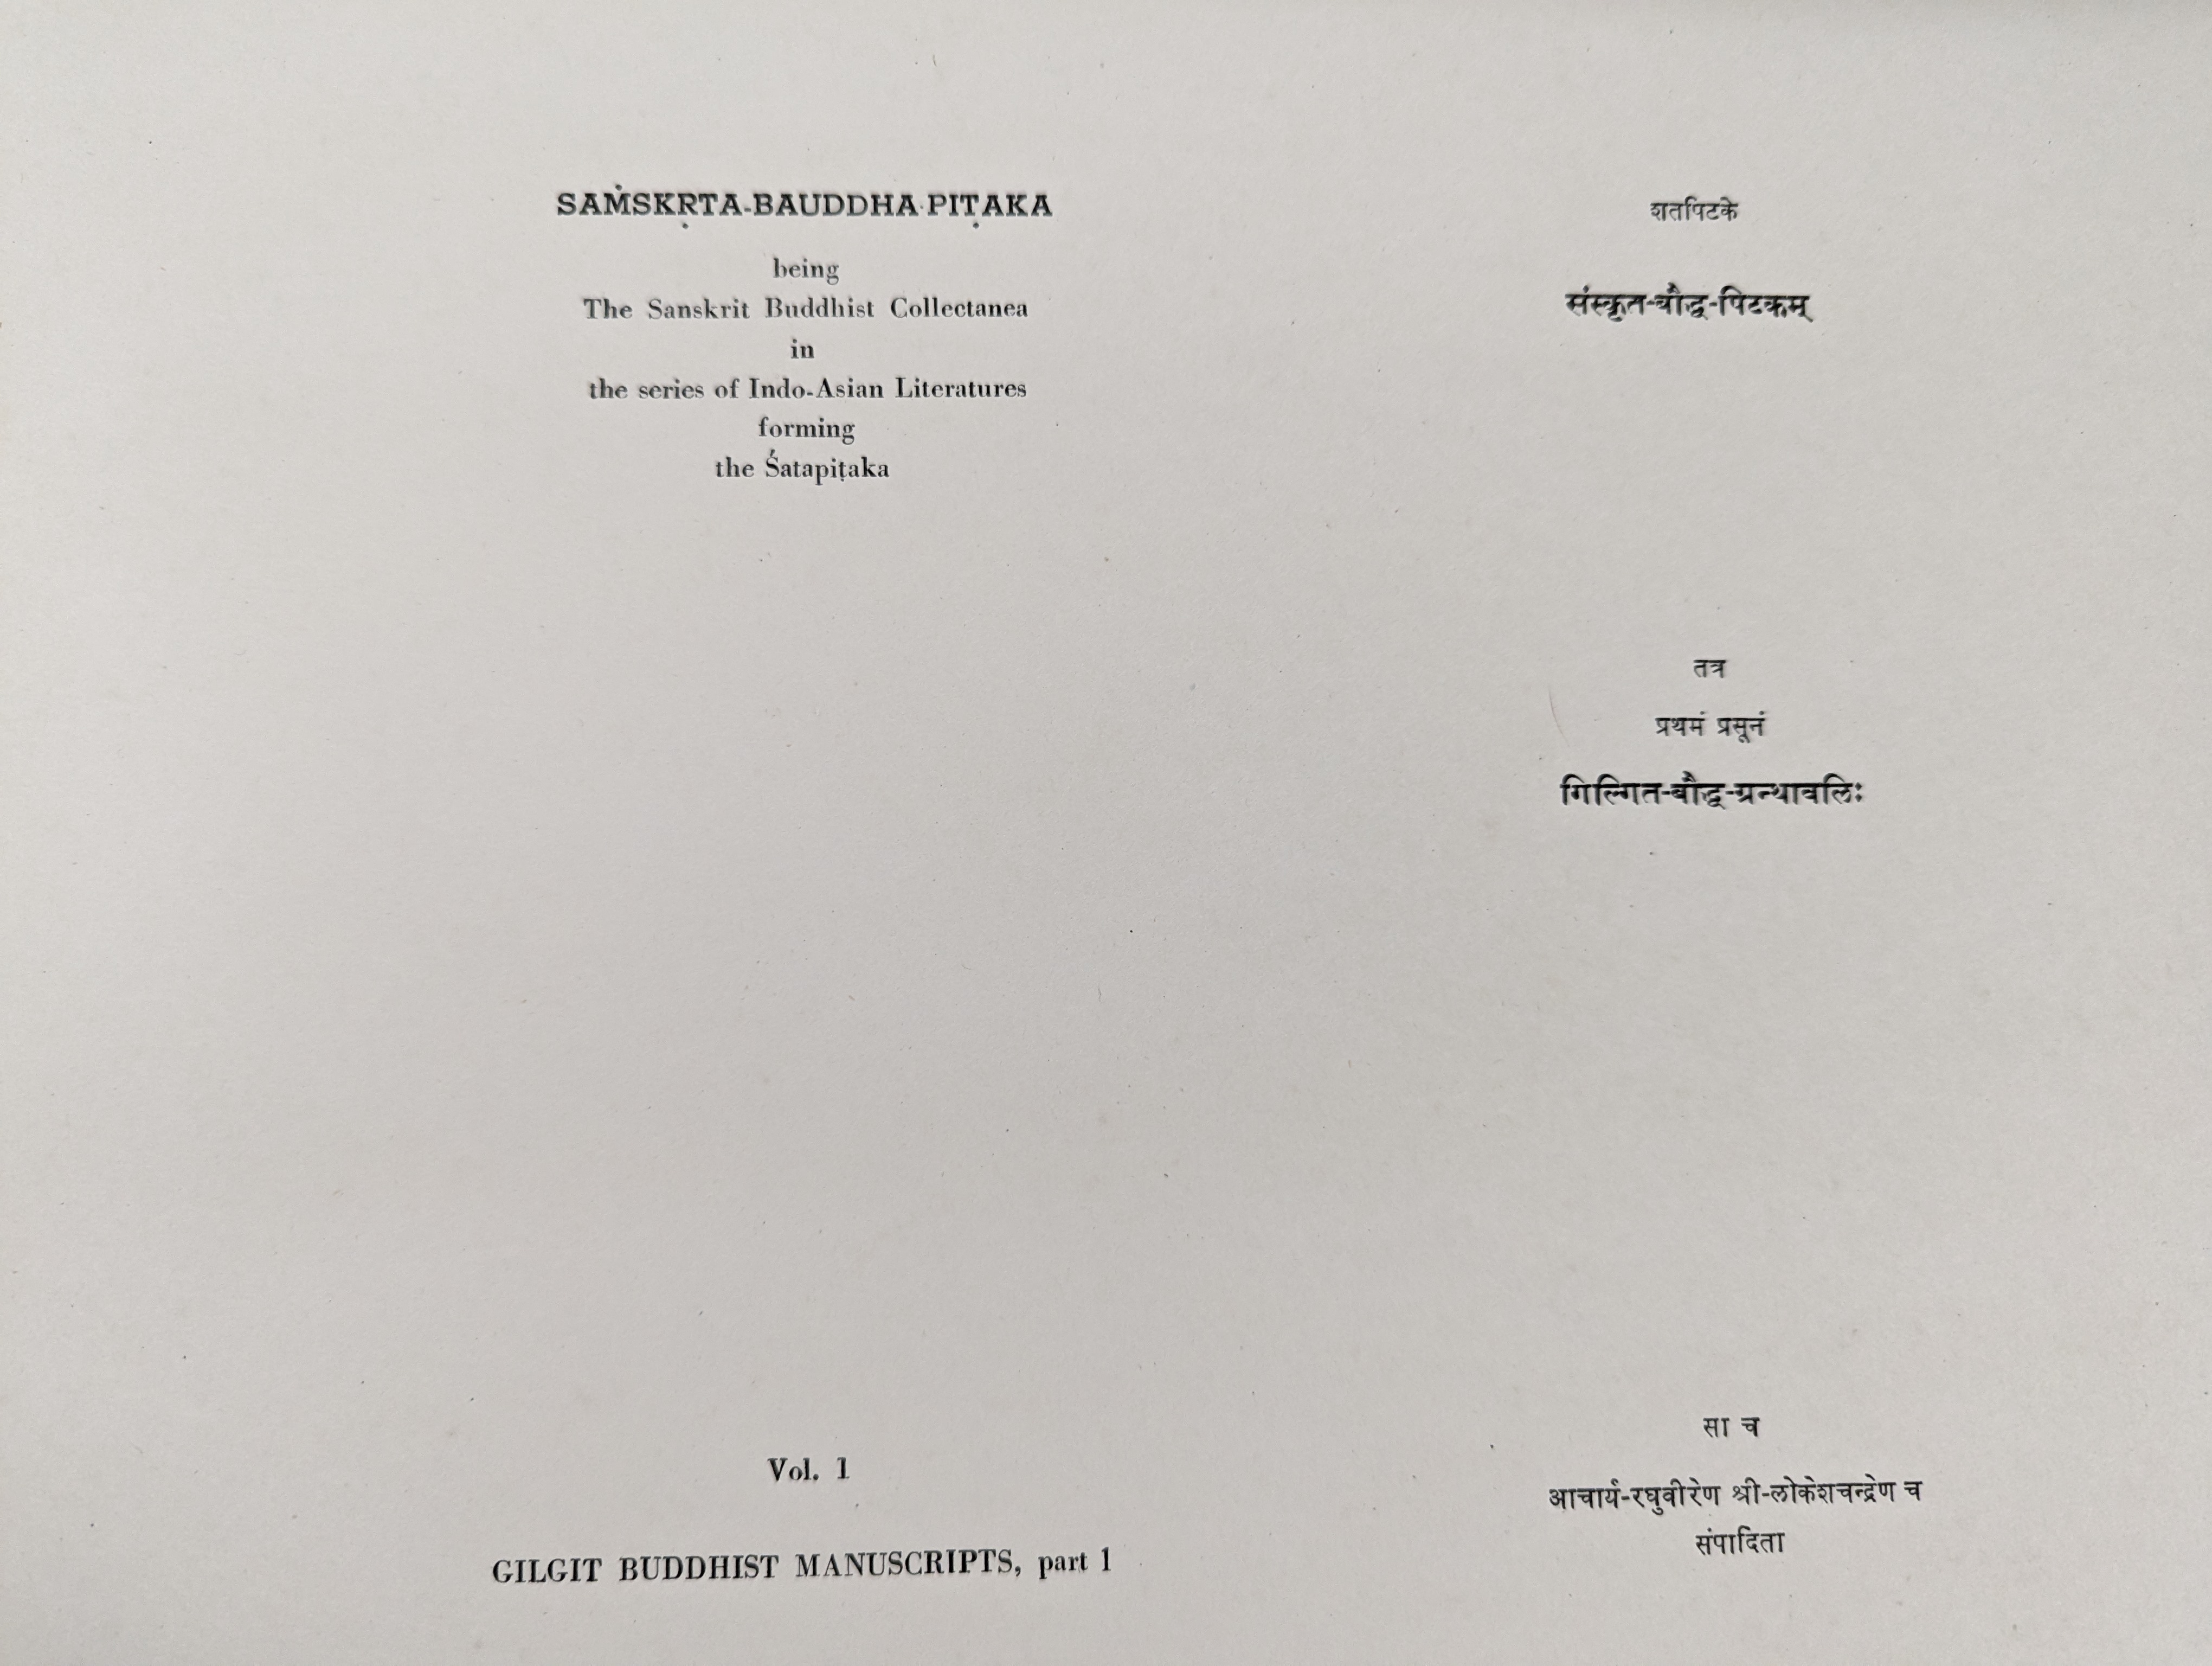 SAṀSKṚTA-BAUDDHA-PIṬAKA
being
The Sanskrit Buddhist Collectanea
in
the series of Indo-Asian Literatures
forming
the Śatapiṭaka
Vol. 1
GILGIT BUDDHIST MANUSCRIPTS, part 1
शतपिटके
संस्कृत-बौद्ध-पिटकम्
तत्र
प्रथमं प्रसूनं
गिल्गित-बौद्ध-ग्रन्थावलिः
सा च
आचार्य-रघुवीरेण श्री-लोकेशचन्द्रेण च
संपादिता